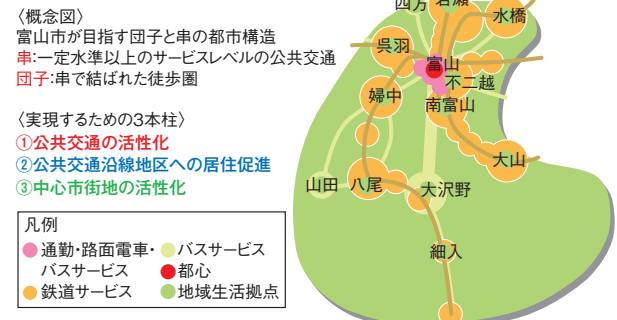 〈概念図〉
富山市が目指す団子と串の都市構造
串:一定水準以上のサービスレベルの公共交通
団子:串で結ばれた徒歩圏
〈実現するための3本柱〉
①公共交通の活性化
②公共交通沿線地区への居住促進
③中心市街地の活性化
凡例
通勤・路面電車・
バスサービス
鉄道サービス
バスサービス
都心
地域生活拠点
四方
岩瀬
水橋
呉羽
富山
不二越
婦中
南富山
大山
山田
八尾
大沢野
細入